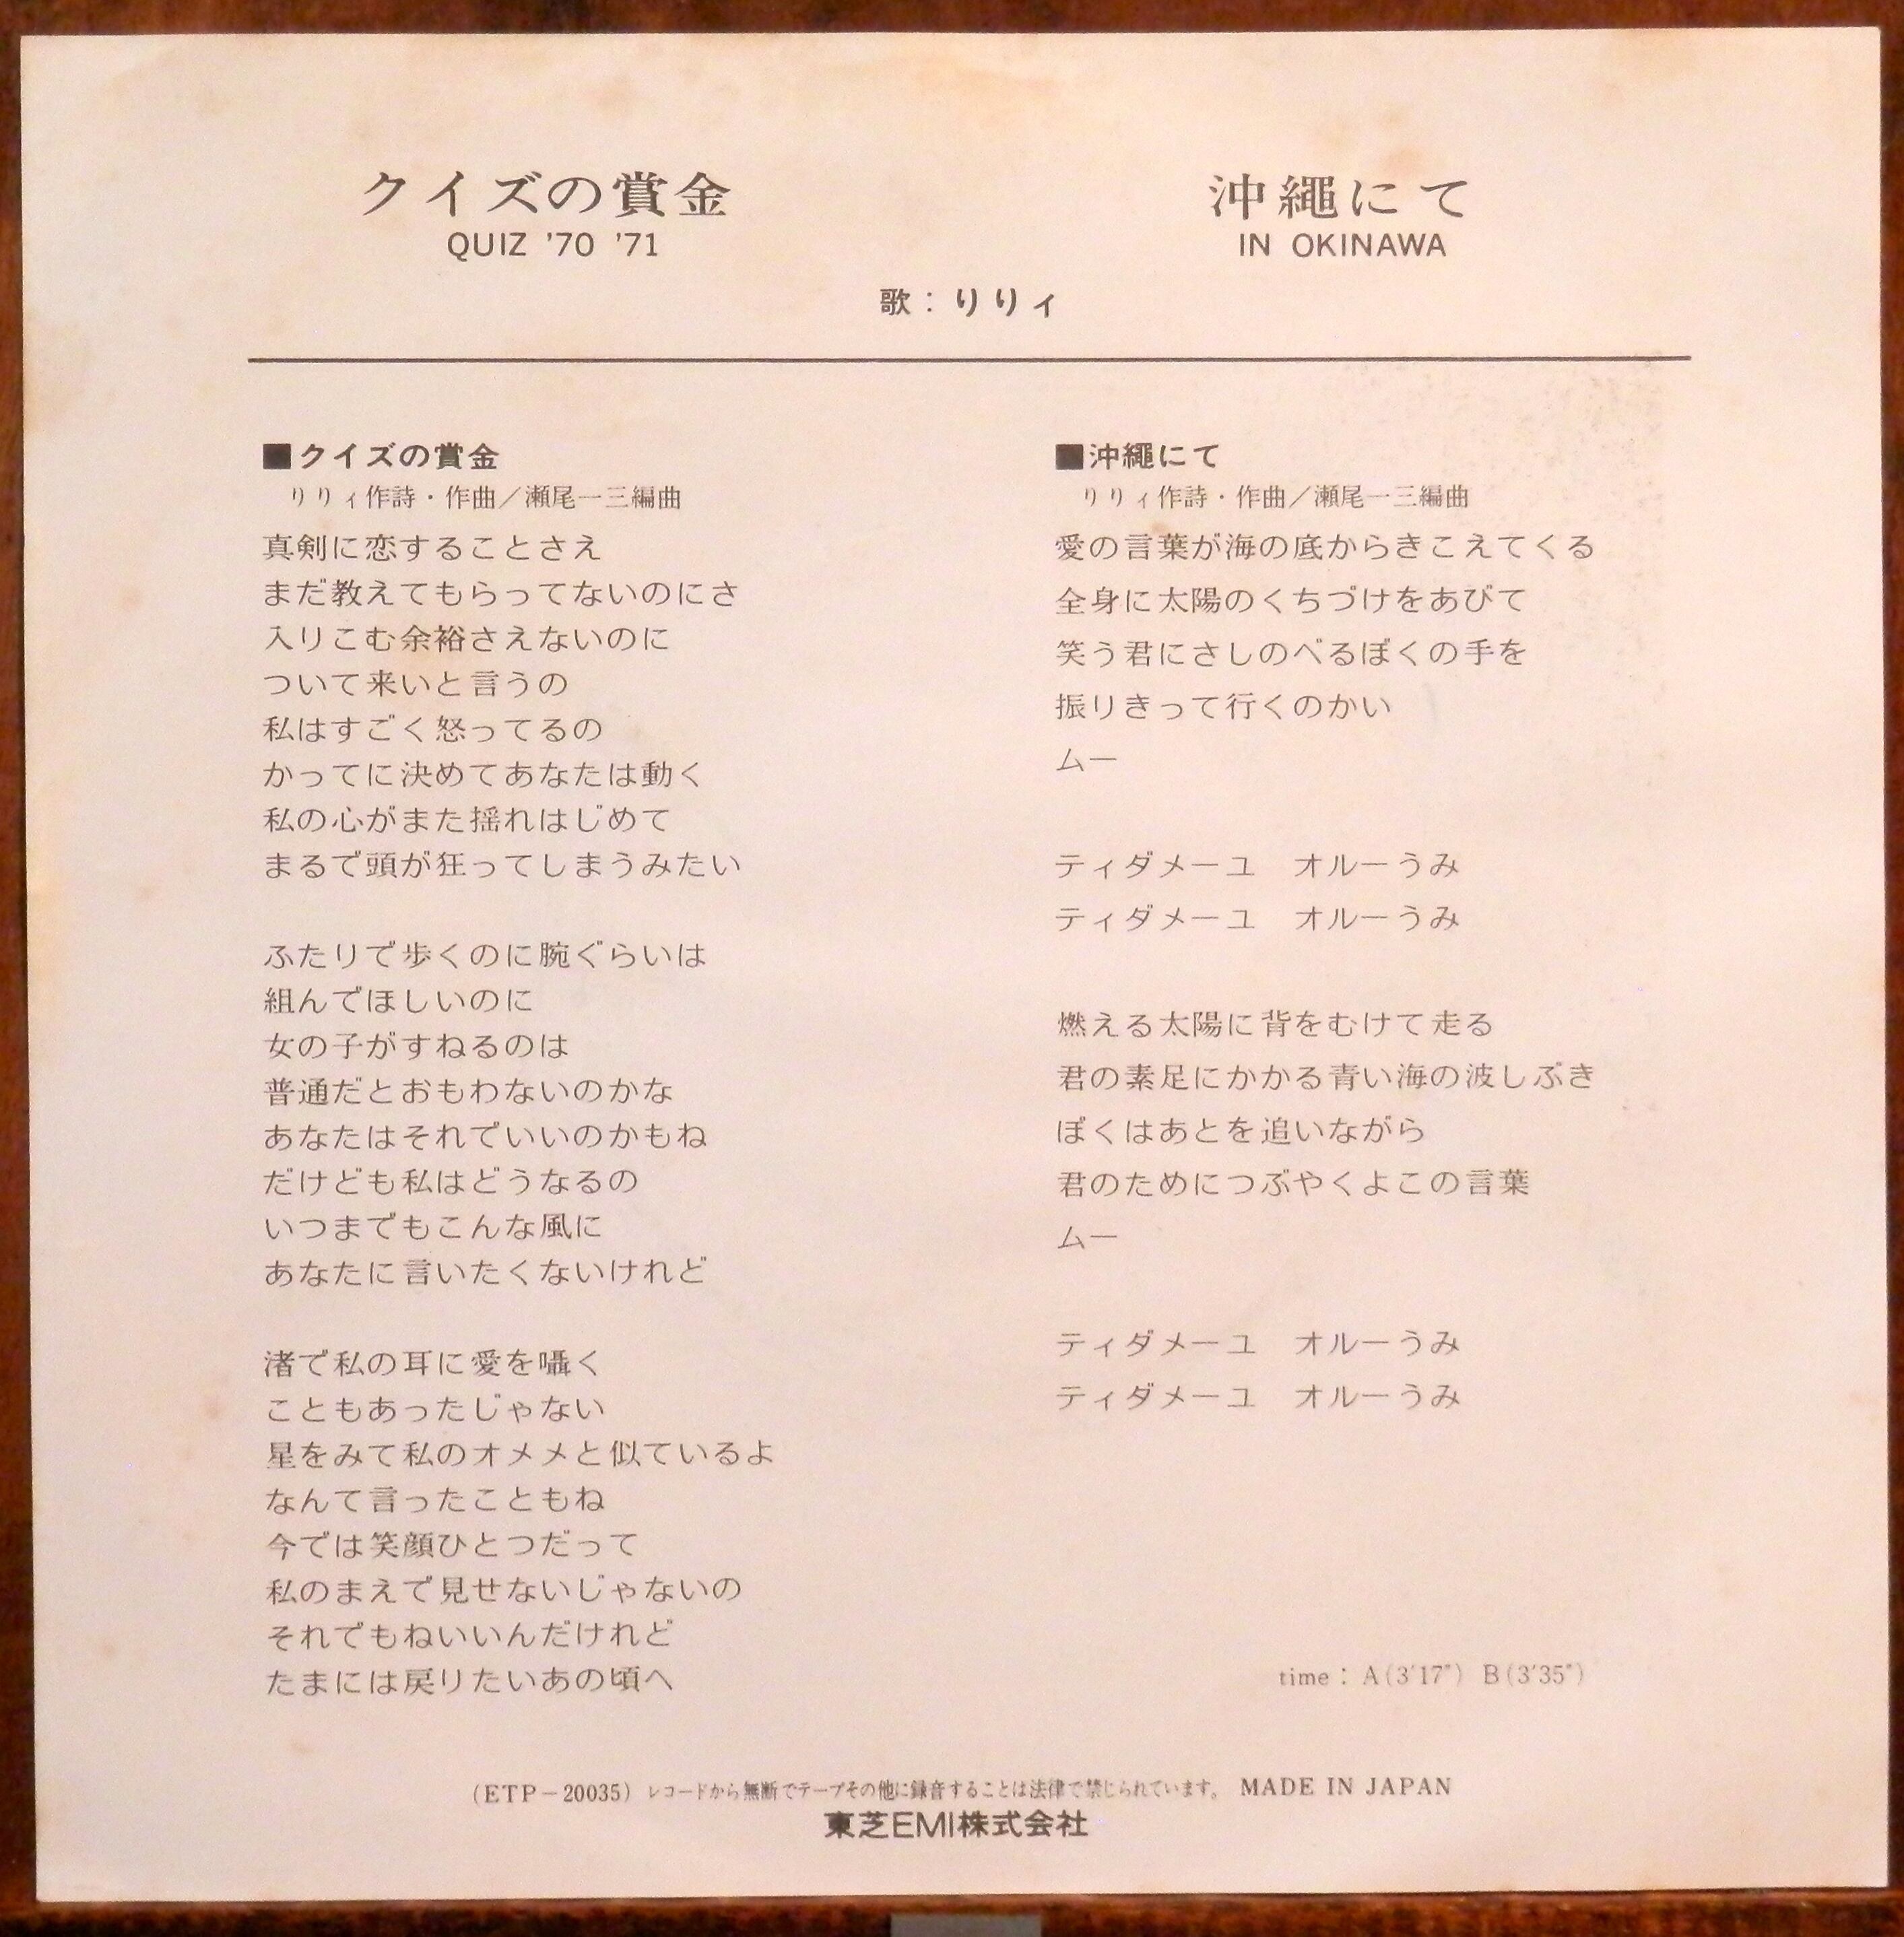 クイズの賞金
QUIZ '70 '71
沖繩にて
IN OKINAWA
歌：りりィ
■クイズの賞金
りりィ作詩・作曲／瀬尾一三編曲
真剣に恋することさえ
まだ教えてもらってないのにさ
入りこむ余裕さえないのに
ついて来いと言うの
私はすごく怒ってるの
かってに決めてあなたは動く
私の心がまた揺れはじめて
まるで頭が狂ってしまうみたい
ふたりで歩くのに腕ぐらいは
組んでほしいのに
女の子がすねるのは
普通だとおもわないのかな
あなたはそれでいいのかもね
だけども私はどうなるの
いつまでもこんな風に
あなたに言いたくないけれど
渚で私の耳に愛を囁く
こともあったじゃない
星をみて私のオメメと似ているよ
なんて言ったこともね
今では笑顔ひとつだって
私のまえで見せないじゃないの
それでもねいいんだけれど
たまには戻りたいあの頃へ
■沖繩にて
りりィ作詩・作曲／瀬尾一三編曲
愛の言葉が海の底からきこえてくる
全身に太陽のくちづけをあびて
笑う君にさしのべるぼくの手を
振りきって行くのかい
ムー
ティダメーユ　オルーうみ
ティダメーユ　オルーうみ
燃える太陽に背をむけて走る
君の素足にかかる青い海の波しぶき
ぼくはあとを追いながら
君のためにつぶやくよこの言葉
ムー
ティダメーユ　オルーうみ
ティダメーユ　オルーうみ
time：A(3'17")　B(3'35")
(ETP－20035) レコードから無断でテープその他に録音することは法律で禁じられています。 MADE IN JAPAN
東芝EMI株式会社